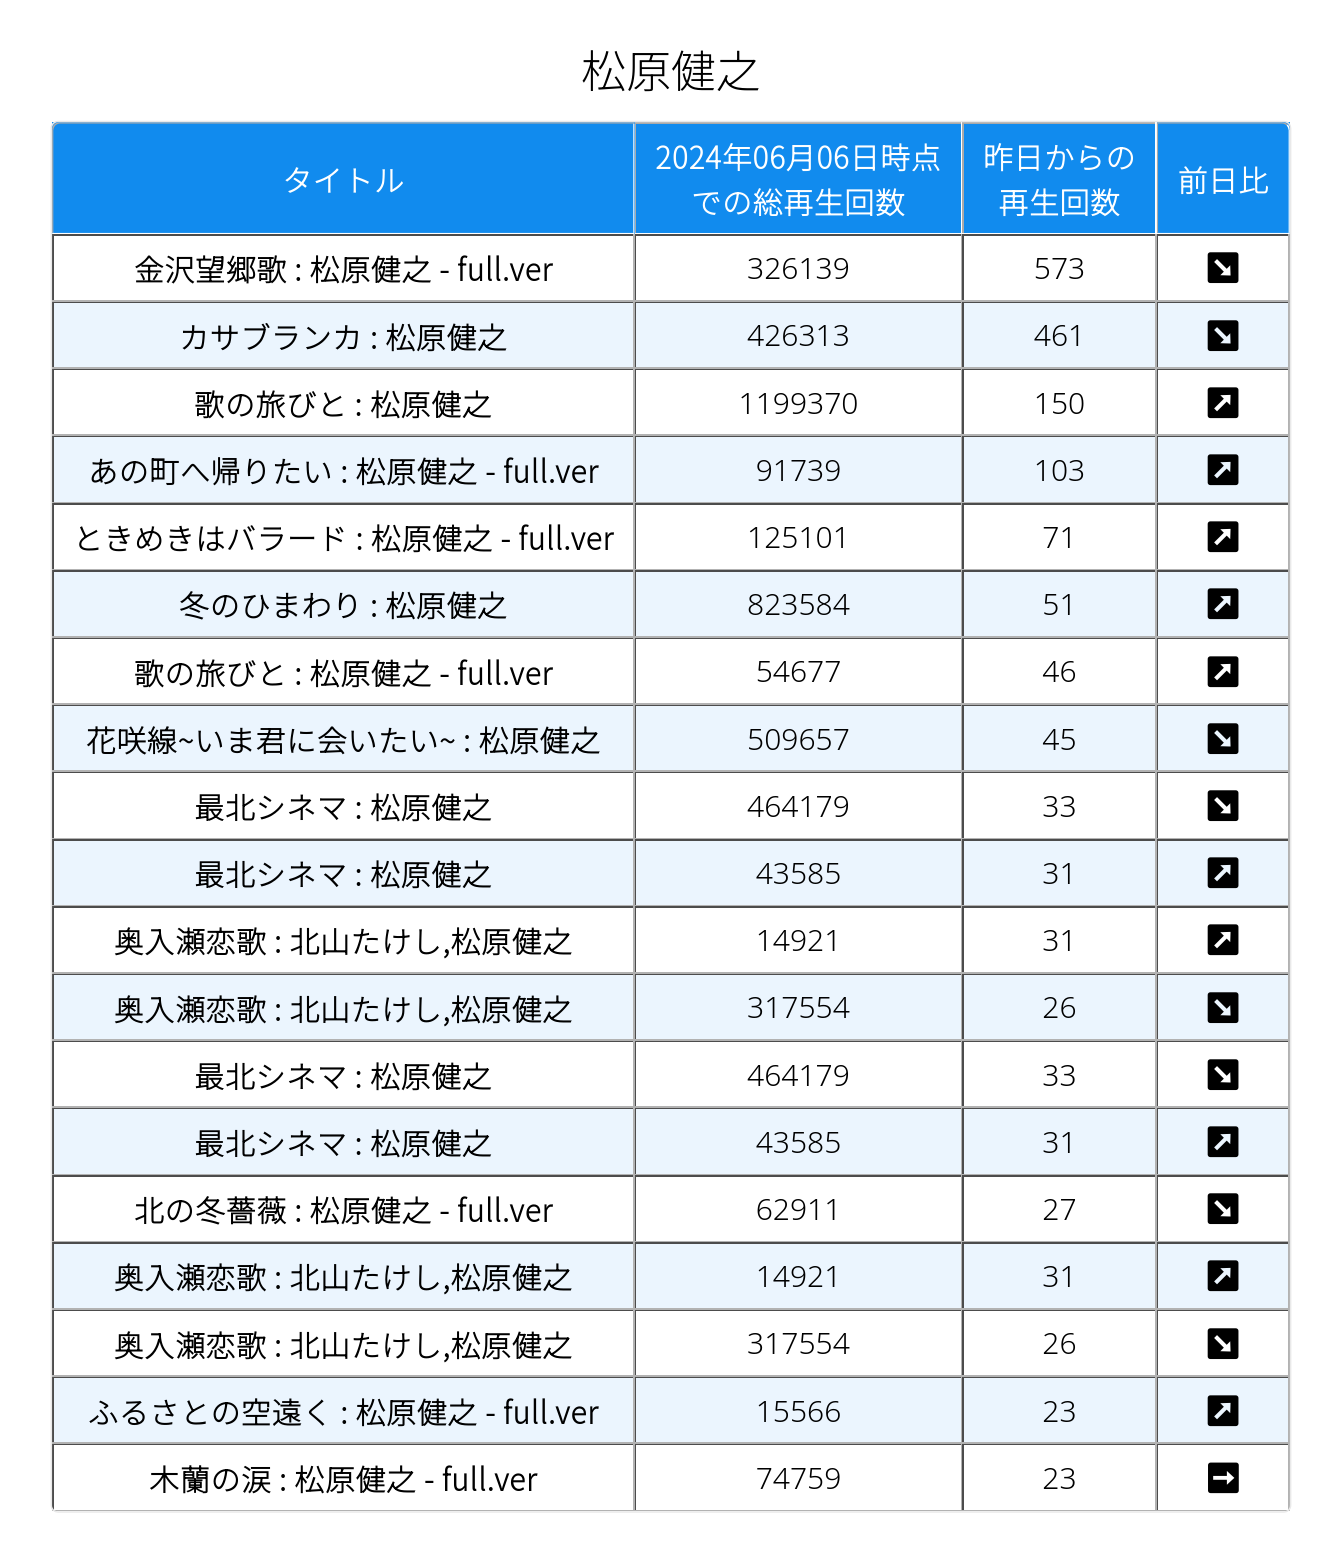 松原健之
タイトル 2024年06月06日時点での総再生回数 昨日からの再生回数 前日比
金沢望郷歌 : 松原健之 - full.ver 326139 573 ↘
カサブランカ : 松原健之 426313 461 ↘
歌の旅びと : 松原健之 1199370 150 ↗
あの町へ帰りたい : 松原健之 - full.ver 91739 103 ↗
ときめきはバラード : 松原健之 - full.ver 125101 71 ↗
冬のひまわり : 松原健之 823584 51 ↗
歌の旅びと : 松原健之 - full.ver 54677 46 ↗
花咲線~いま君に会いたい~ : 松原健之 509657 45 ↘
最北シネマ : 松原健之 464179 33 ↘
最北シネマ : 松原健之 43585 31 ↗
奥入瀬恋歌 : 北山たけし,松原健之 14921 31 ↗
奥入瀬恋歌 : 北山たけし,松原健之 317554 26 ↘
最北シネマ : 松原健之 464179 33 ↘
最北シネマ : 松原健之 43585 31 ↗
北の冬薔薇 : 松原健之 - full.ver 62911 27 ↘
奥入瀬恋歌 : 北山たけし,松原健之 14921 31 ↗
奥入瀬恋歌 : 北山たけし,松原健之 317554 26 ↘
ふるさとの空遠く : 松原健之 - full.ver 15566 23 ↗
木蘭の涙 : 松原健之 - full.ver 74759 23 →